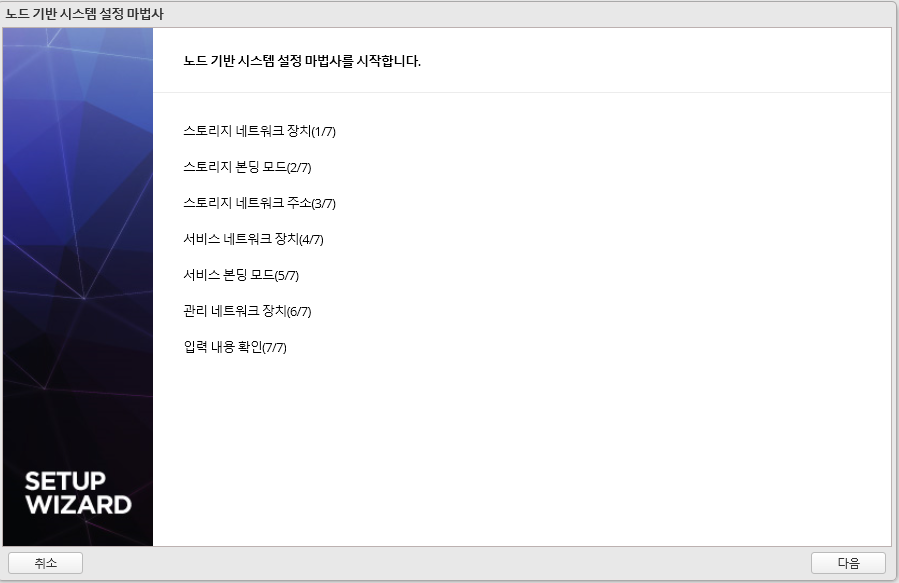 노드 기반 시스템 설정 마법사
노드 기반 시스템 설정 마법사를 시작합니다.
스토리지 네트워크 장치(1/7)
스토리지 본딩 모드(2/7)
스토리지 네트워크 주소(3/7)
서비스 네트워크 장치(4/7)
서비스 본딩 모드(5/7)
관리 네트워크 장치(6/7)
입력 내용 확인(7/7)
SETUP
WIZARD
취소
다음